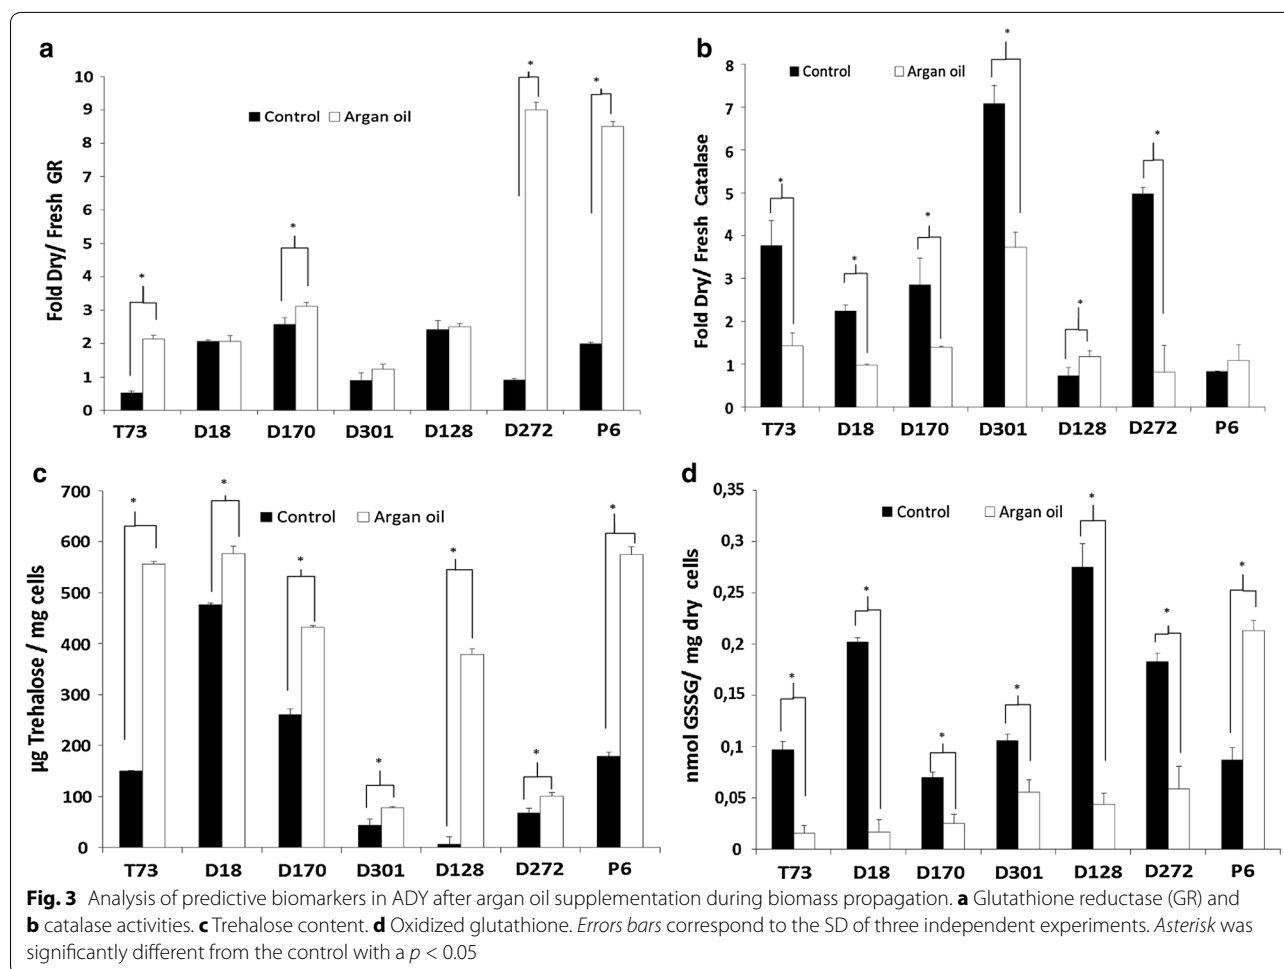 a
Fold Dry/ Fresh GR
10
9
8
7
6
5
4
3
2
1
0
Control Argan oil
* * * *
T73 D18 D170 D301 D128 D272 P6
b
Fold Dry/ Fresh Catalase
8
7
6
5
4
3
2
1
0
Control Argan oil
* * * * * *
T73 D18 D170 D301 D128 D272 P6
c
µg Trehalose / mg cells
700
600
500
400
300
200
100
0
Control Argan oil
* * * * * * *
T73 D18 D170 D301 D128 D272 P6
d
nmol GSSG/ mg dry cells
0,35
0,3
0,25
0,2
0,15
0,1
0,05
0
Control Argan oil
* * * * * * *
T73 D18 D170 D301 D128 D272 P6
Fig. 3 Analysis of predictive biomarkers in ADY after argan oil supplementation during biomass propagation. a Glutathione reductase (GR) and
b catalase activities. c Trehalose content. d Oxidized glutathione. Errors bars correspond to the SD of three independent experiments. Asterisk was
significantly different from the control with a p < 0.05